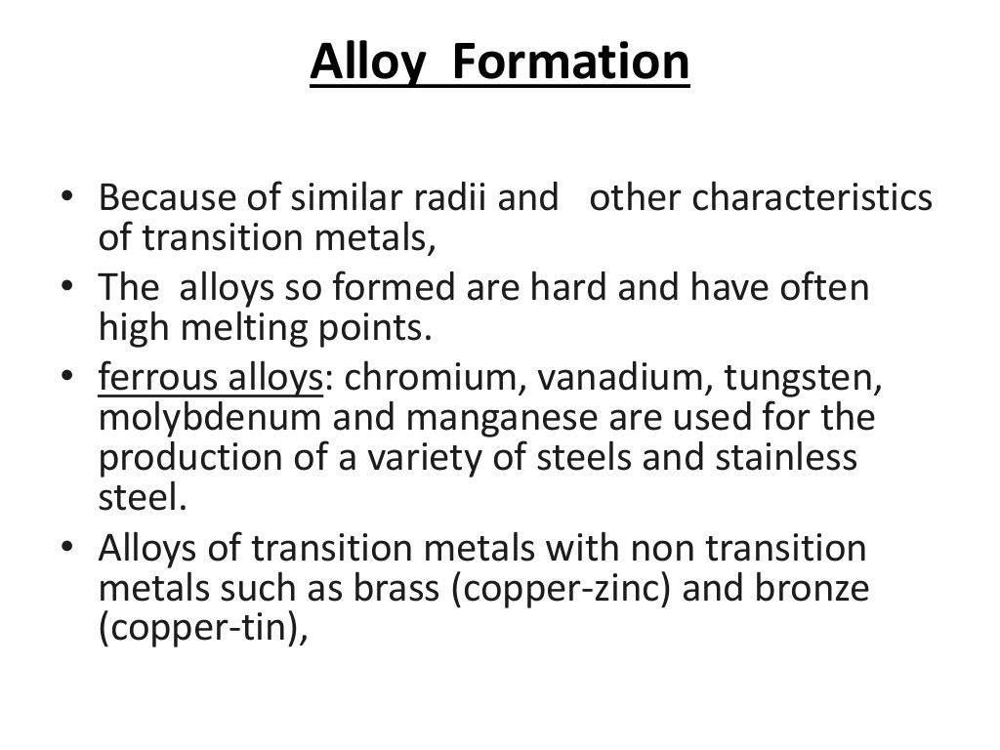 Alloy  Formation
• Because of similar radii and   other characteristics
of transition metals,
• The  alloys so formed are hard and have often
high melting points.
• ferrous alloys: chromium, vanadium, tungsten,
molybdenum and manganese are used for the
production of a variety of steels and stainless
steel.
• Alloys of transition metals with non transition
metals such as brass (copper-zinc) and bronze
(copper-tin),